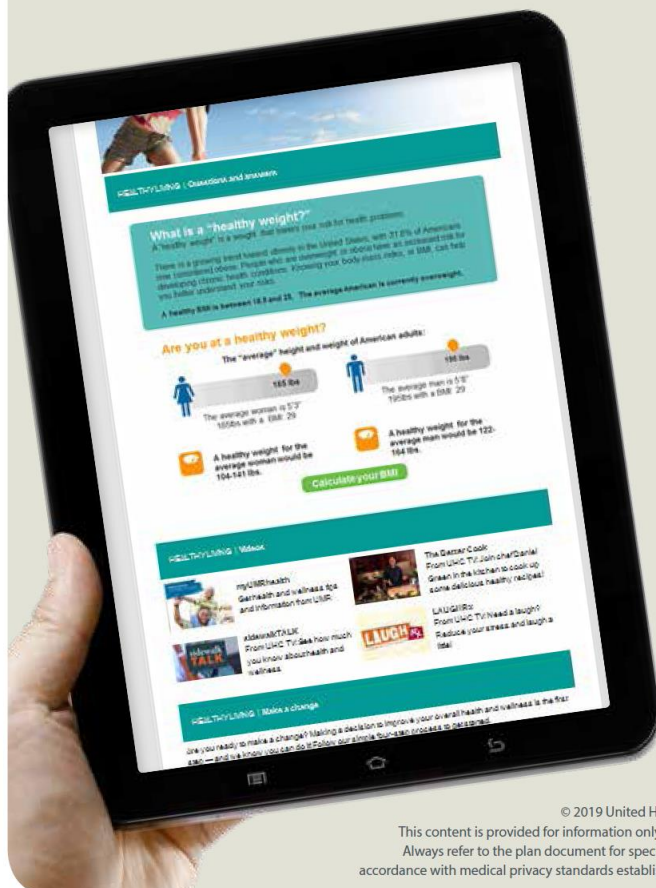 HEALTHY LIVING | Questions and answers
What is a "healthy weight?"
A "healthy weight" is a weight that lowers your risk for health problems.
There is a growing trend toward obesity in the United States, with 31.8% of Americans
now considered obese. People who are overweight or obese have an increased risk for
developing chronic health conditions. Knowing your body mass index, or BMI, can help
you better understand your risks.
A healthy BMI is between 18.5 and 25. The average American is currently overweight.
Are you at a healthy weight?
The "average" height and weight of American adults:
165 lbs
The average woman is 5'3"
165lbs with a BMI: 29
A healthy weight for the
average woman would be
104-141 lbs.
195 lbs
The average man is 5'8"
195lbs with a BMI: 29
A healthy weight for the
average man would be 122-
164 lbs.
Calculate your BMI
HEALTHY LIVING | Videos
myUMRhealth
Get health and wellness tips
and information from UMR.
sidewalk
TALK
sidewalkTALK
From UHC TV: See how much
you know about health and
wellness.
The Better Cook
From UHC TV: Join chef Daniel
Green in the kitchen to cook up
some delicious healthy recipes!
LAUGH Rx
LAUGHRx
From UHC TV: Need a laugh?
Reduce your stress and laugh a
little!
HEALTHY LIVING | Make a change
Are you ready to make a change? Making a decision to improve your overall health and wellness is the first
step — and we know you can do it! Follow our simple four-step process to get started.
© 2019 United H
This content is provided for information only
Always refer to the plan document for spec
accordance with medical privacy standards establi